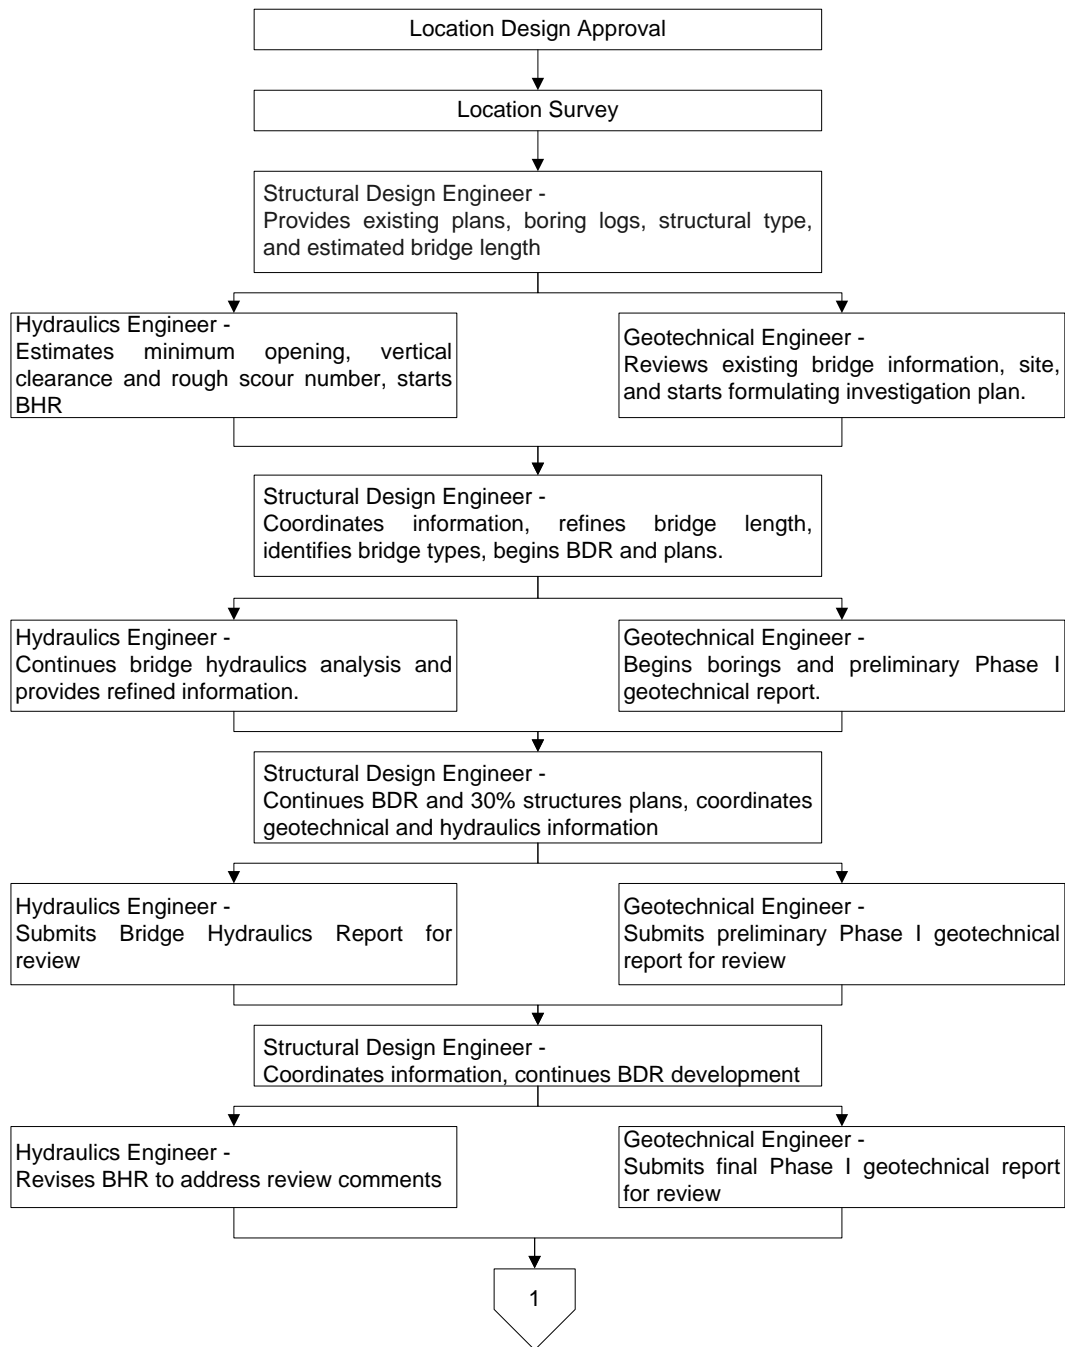 Location Design Approval
Location Survey
Structural Design Engineer -
Provides existing plans, boring logs, structural type,
and estimated bridge length
Hydraulics Engineer -
Estimates minimum opening, vertical
clearance and rough scour number, starts
BHR
Geotechnical Engineer -
Reviews existing bridge information, site,
and starts formulating investigation plan.
Structural Design Engineer -
Coordinates information, refines bridge length,
identifies bridge types, begins BDR and plans.
Hydraulics Engineer -
Continues bridge hydraulics analysis and
provides refined information.
Geotechnical Engineer -
Begins borings and preliminary Phase I
geotechnical report.
Structural Design Engineer -
Continues BDR and 30% structures plans, coordinates
geotechnical and hydraulics information
Hydraulics Engineer -
Submits Bridge Hydraulics Report for
review
Geotechnical Engineer -
Submits preliminary Phase I geotechnical
report for review
Structural Design Engineer -
Coordinates information, continues BDR development
Hydraulics Engineer -
Revises BHR to address review comments
Geotechnical Engineer -
Submits final Phase I geotechnical report
for review
1